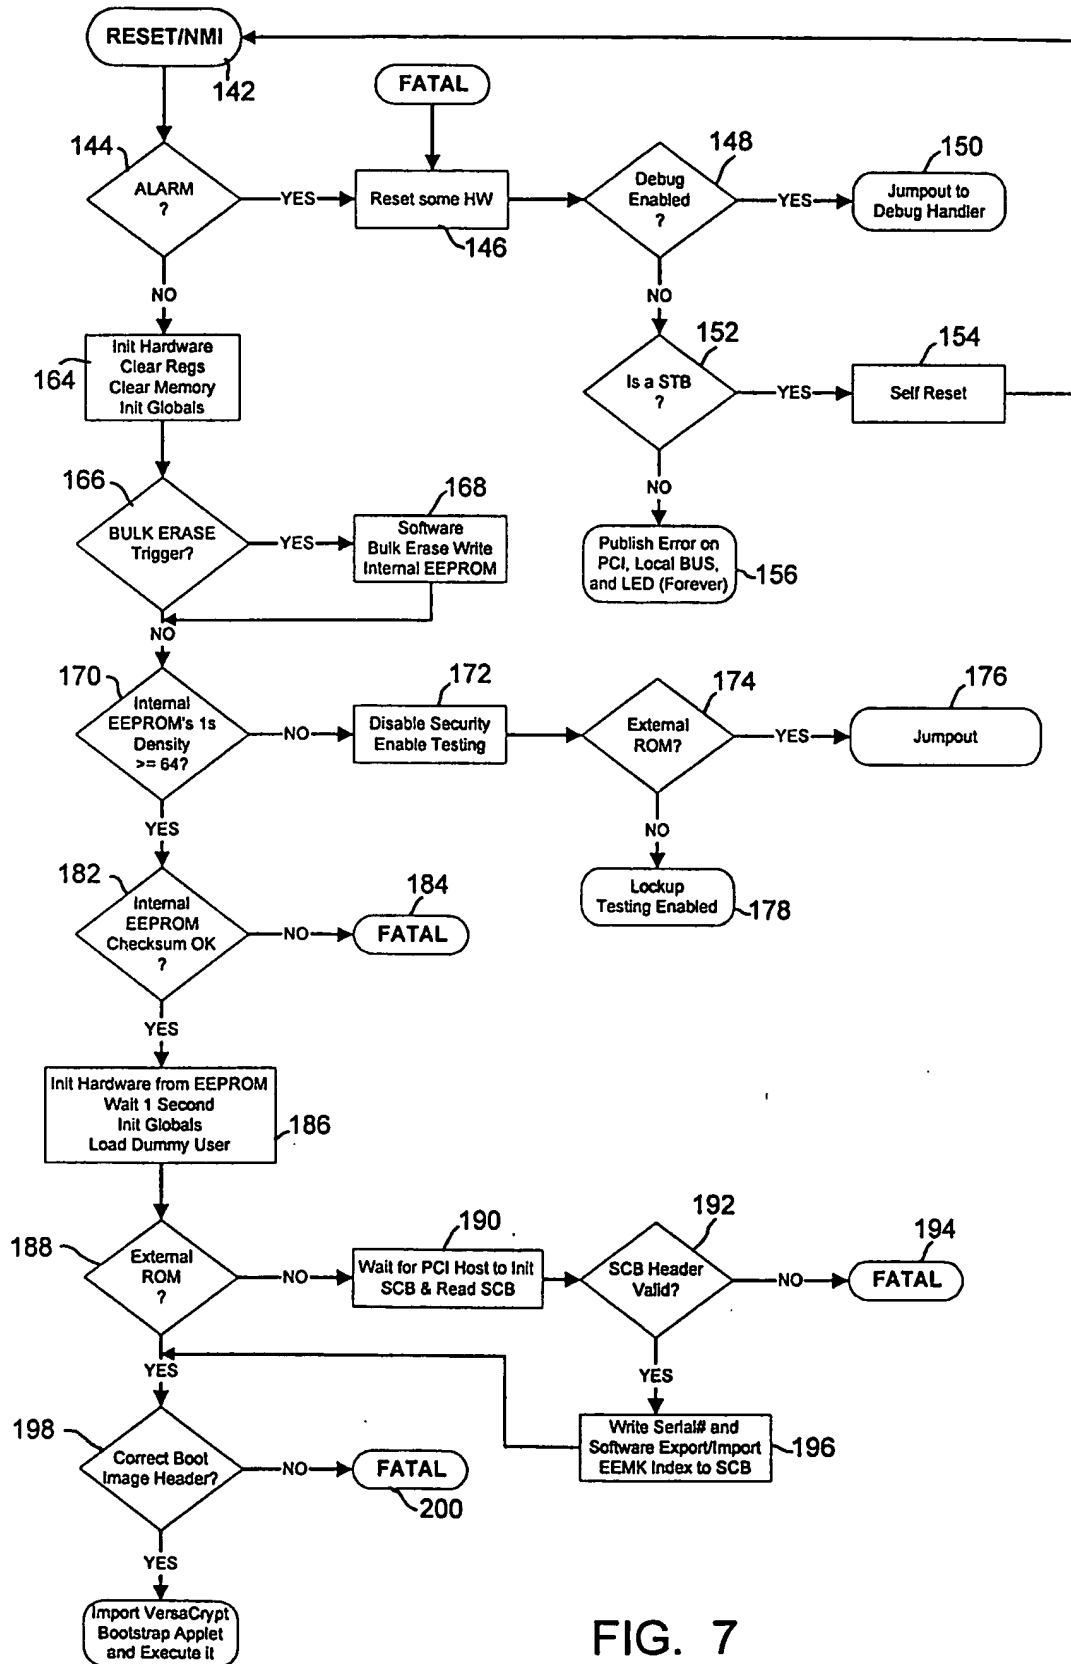 RESET/NMI
142
FATAL
144
ALARM
?
YES
Reset some HW
146
148
Debug
Enabled
?
YES
150
Jumpout to
Debug Handler
NO
NO
164
Init Hardware
Clear Regs
Clear Memory
Init Globals
152
Is a STB
?
YES
154
Self Reset
NO
166
BULK ERASE
Trigger?
YES
168
Software
Bulk Erase Write
Internal EEPROM
Publish Error on
PCI, Local BUS,
and LED (Forever)
156
NO
170
Internal
EEPROM's 1s
Density
>= 64?
NO
172
Disable Security
Enable Testing
174
External
ROM?
YES
176
Jumpout
YES
NO
182
Internal
EEPROM
Checksum OK
?
NO
184
FATAL
Lockup
Testing Enabled
178
YES
Init Hardware from EEPROM
Wait 1 Second
Init Globals
Load Dummy User
186
188
External
ROM
?
NO
190
Wait for PCI Host to Init
SCB & Read SCB
192
SCB Header
Valid?
NO
194
FATAL
YES
YES
198
Correct Boot
Image Header?
NO
FATAL
200
Write Serial# and
Software Export/Import
EEMK Index to SCB
196
YES
Import VersaCrypt
Bootstrap Applet
and Execute it
FIG. 7